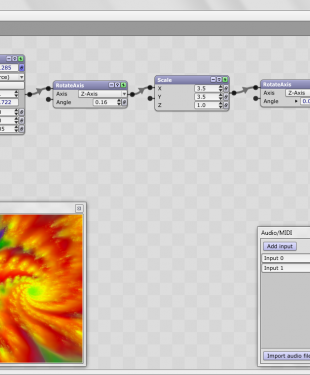 .285
rce)
.722
RotateAxis
Axis Z-Axis
Angle 0.16
Scale
X 3.5
Y 3.5
Z 1.0
RotateAxis
Axis Z-Axis
Angle 0.0
Audio/MIDI
Add input
Input 0
Input 1
Import audio file